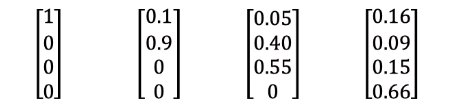 [1] [0.1] [0.05] [0.16]
[0] [0.9] [0.40] [0.09]
[0] [0] [0.55] [0.15]
[0] [0] [0] [0.66]